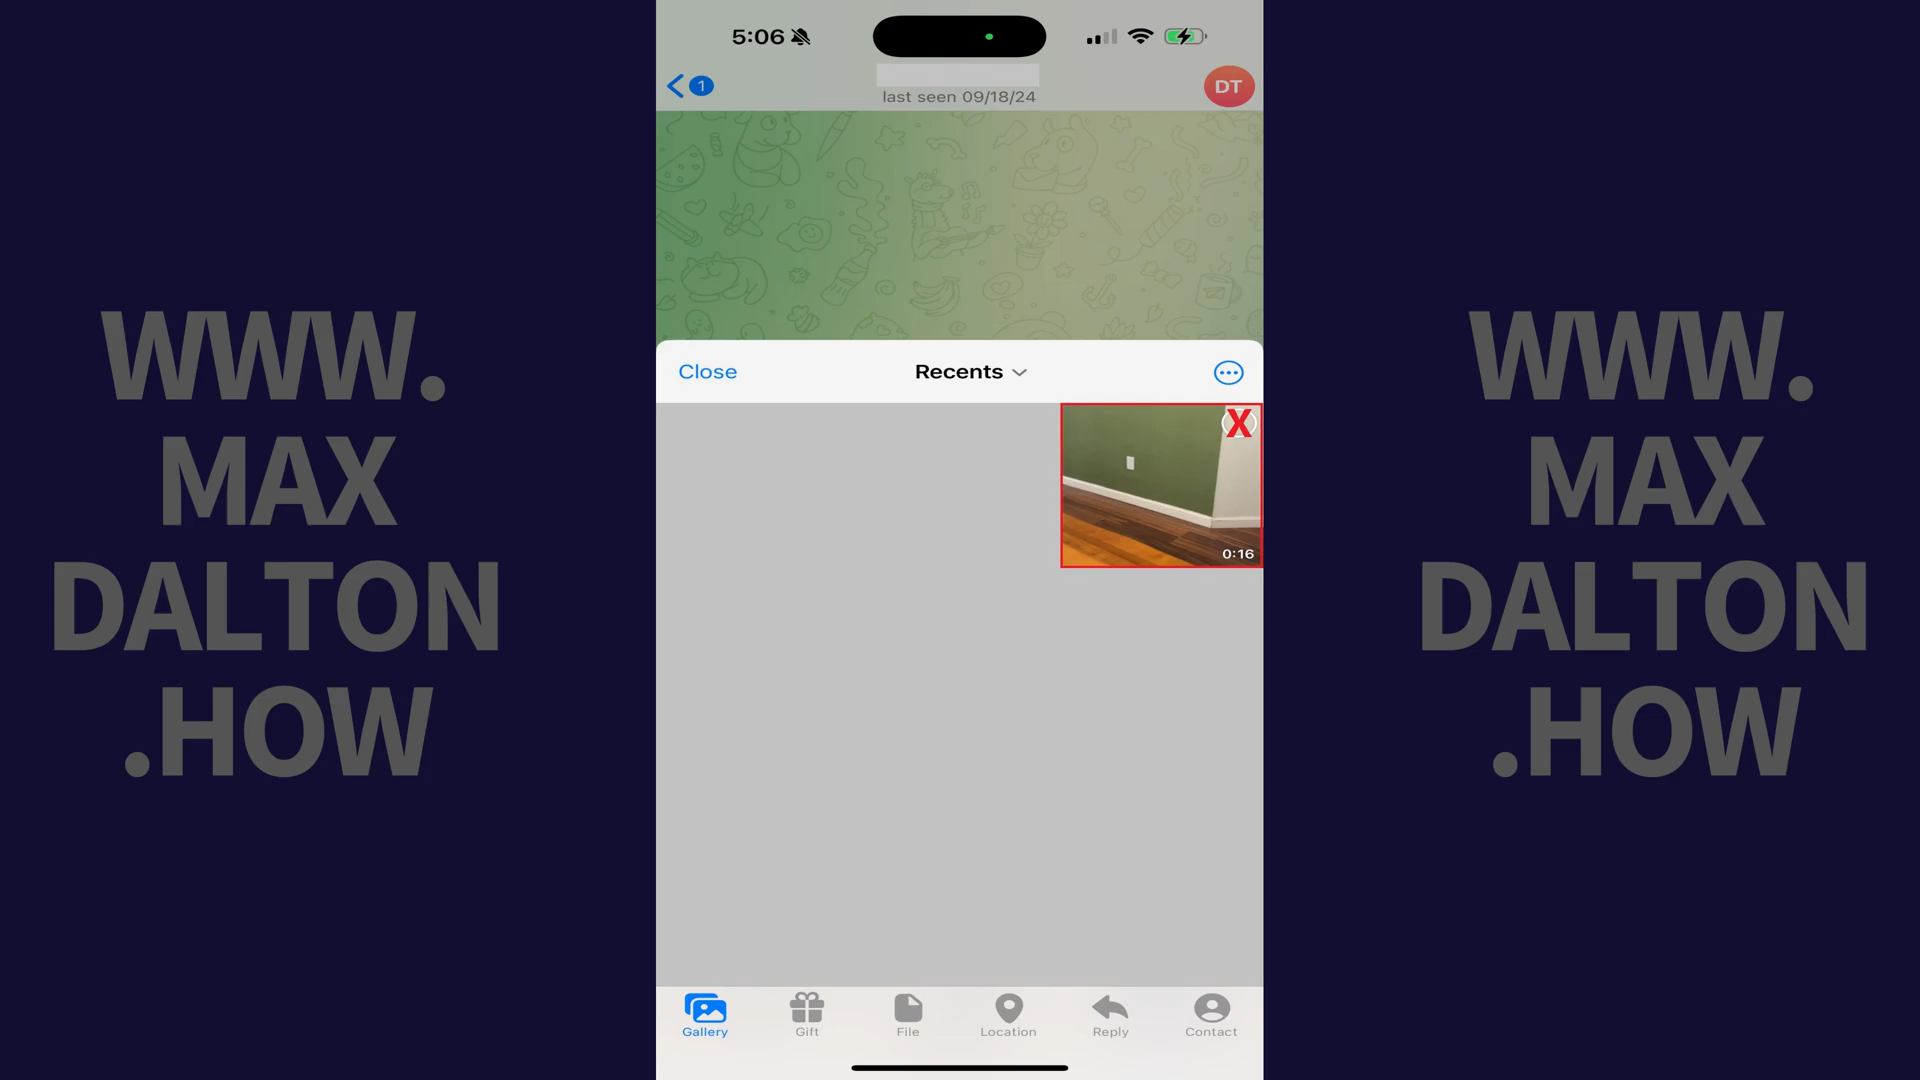 5:06
1
last seen 09/18/24
DT
Close
Recents
X
0:16
Gallery
Gift
File
Location
Reply
Contact
WWW.
MAX
DALTON
.HOW
WWW.
MAX
DALTON
.HOW